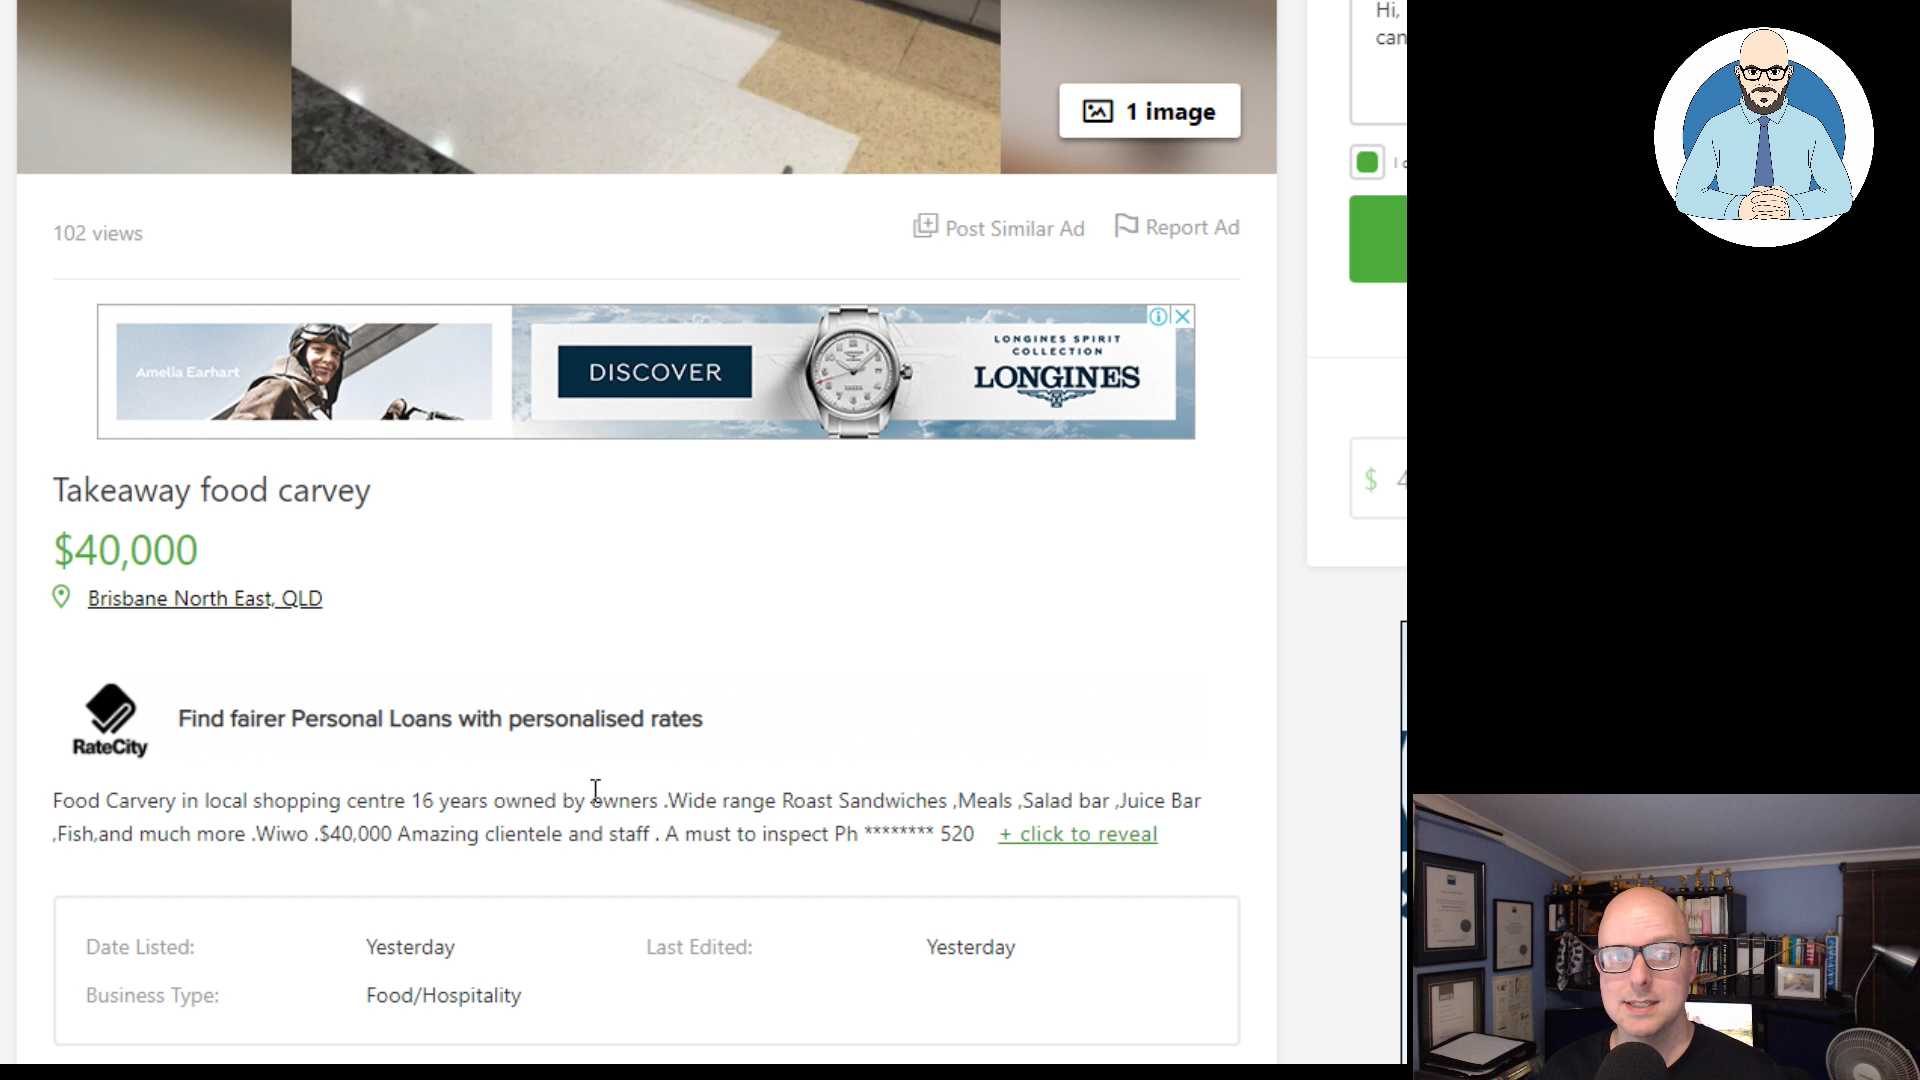 Hi,
can
1 image
102 views
Post Similar Ad
Report Ad
Amelia Earhart
DISCOVER
LONGINES SPIRIT
COLLECTION
LONGINES
Takeaway food carvey
$40,000
Brisbane North East, QLD
$ 4
RateCity
Find fairer Personal Loans with personalised rates
Food Carvery in local shopping centre 16 years owned by owners .Wide range Roast Sandwiches ,Meals ,Salad bar ,Juice Bar
,Fish,and much more .Wiwo .$40,000 Amazing clientele and staff . A must to inspect Ph ******** 520 + click to reveal
Date Listed: Yesterday Last Edited: Yesterday
Business Type: Food/Hospitality